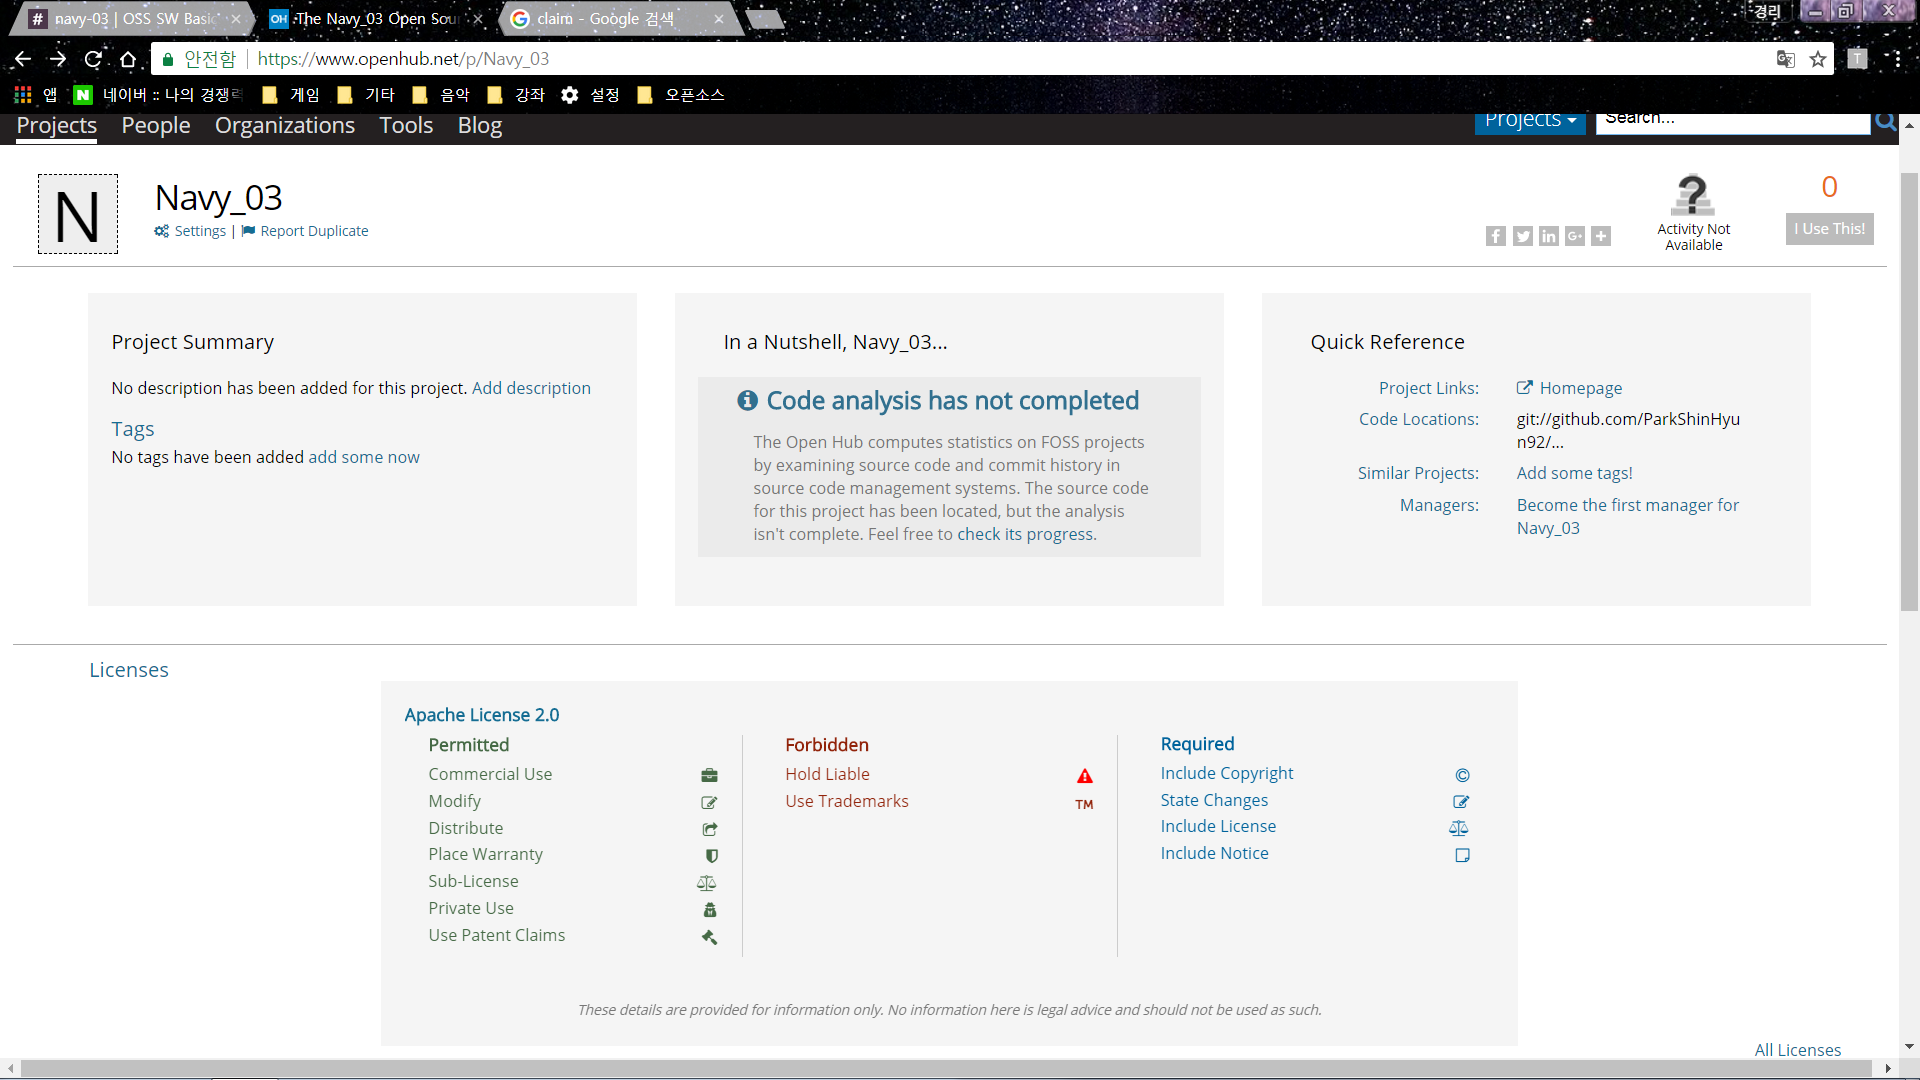 navy-03 | OSS SW Basic
The Navy_03 Open Sou
claim - Google 검색
경리
안전함
https://www.openhub.net/p/Navy_03
앱
네이버 :: 나의 경쟁력
게임
기타
음악
강좌
설정
오픈소스
Projects
People
Organizations
Tools
Blog
Projects
Search...
N
Navy_03
Settings | Report Duplicate
Activity Not
Available
0
I Use This!
Project Summary
No description has been added for this project. Add description
Tags
No tags have been added add some now
In a Nutshell, Navy_03...
Code analysis has not completed
The Open Hub computes statistics on FOSS projects
by examining source code and commit history in
source code management systems. The source code
for this project has been located, but the analysis
isn't complete. Feel free to check its progress.
Quick Reference
Project Links: Homepage
Code Locations: git://github.com/ParkShinHyu
n92/...
Similar Projects: Add some tags!
Managers: Become the first manager for
Navy_03
Licenses
Apache License 2.0
Permitted
Commercial Use
Modify
Distribute
Place Warranty
Sub-License
Private Use
Use Patent Claims
Forbidden
Hold Liable
Use Trademarks
TM
Required
Include Copyright
State Changes
Include License
Include Notice
These details are provided for information only. No information here is legal advice and should not be used as such.
All Licenses